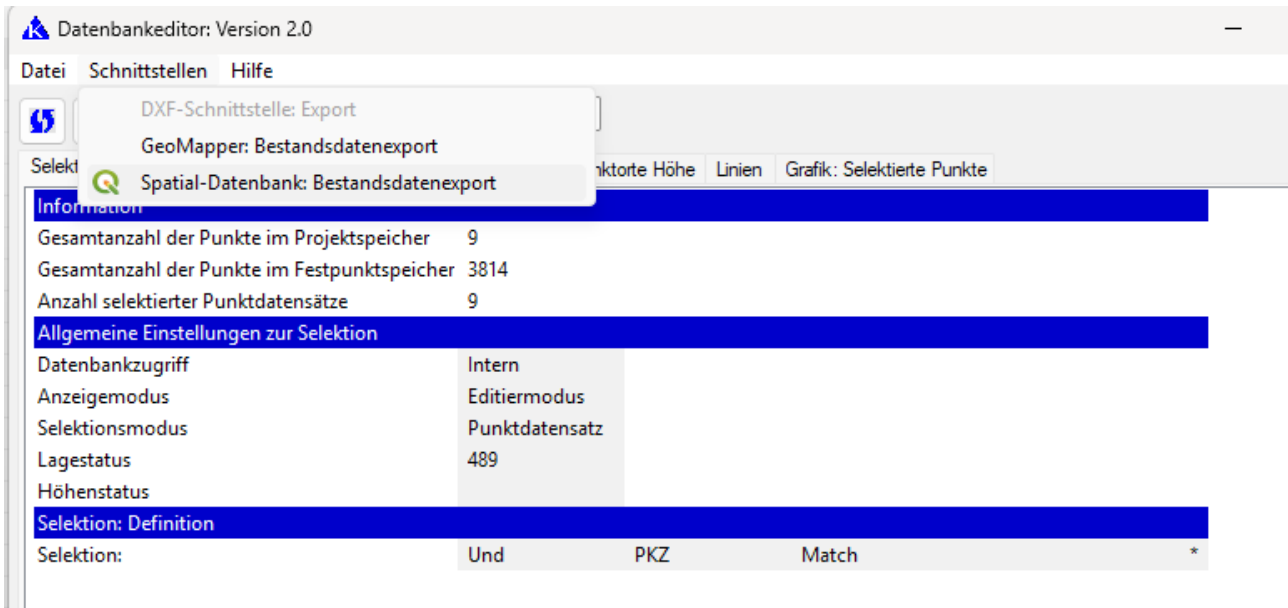 Datenbankeditor: Version 2.0
Datei Schnittstellen Hilfe
DXF-Schnittstelle: Export
GeoMapper: Bestandsdatenexport
Spatial-Datenbank: Bestandsdatenexport
Höhe Linien Grafik: Selektierte Punkte
Information
Gesamtanzahl der Punkte im Projektspeicher 9
Gesamtanzahl der Punkte im Festpunktspeicher 3814
Anzahl selektierter Punktdatensätze 9
Allgemeine Einstellungen zur Selektion
Datenbankzugriff Intern
Anzeigemodus Editiermodus
Selektionsmodus Punktdatensatz
Lagestatus 489
Höhenstatus
Selektion: Definition
Selektion: Und PKZ Match *